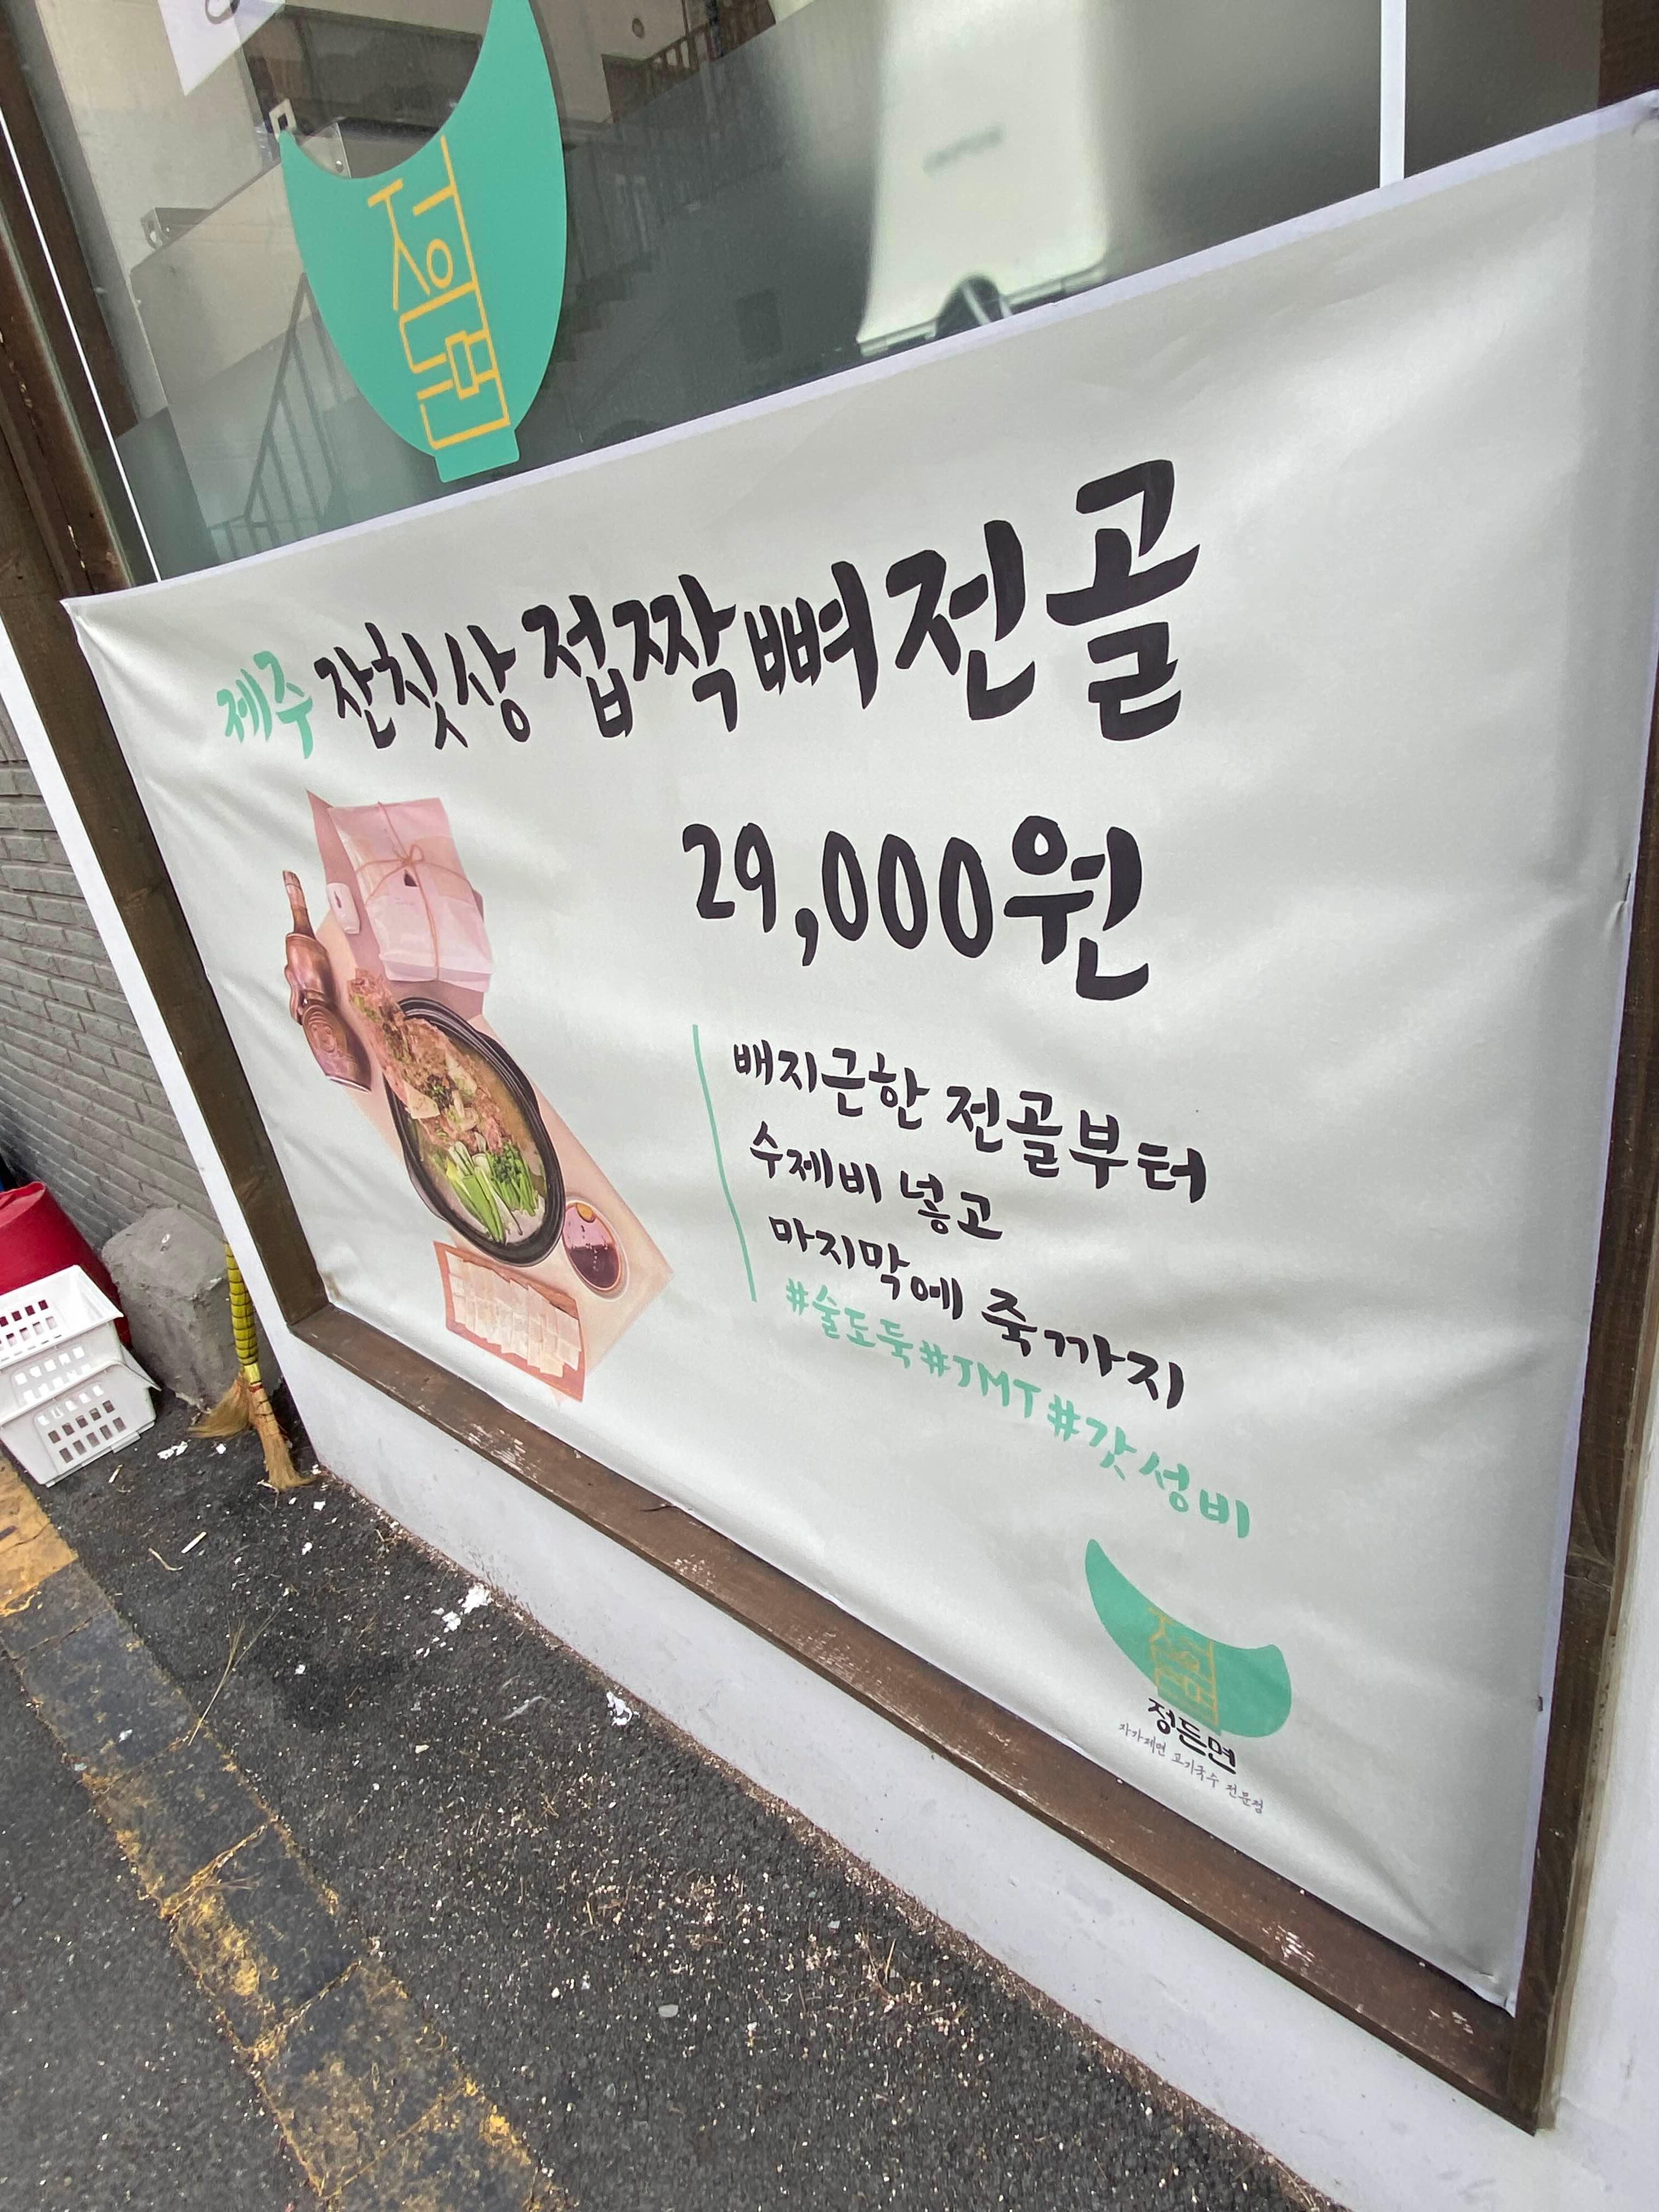 정든
제주 잔칫상 접짝뼈전골
29,000원
배지근한 전골부터
수제비 넣고
마지막에 죽까지
#술도둑#JMT#갓성비
정든
정든면
자가제면 고기국수 전문점